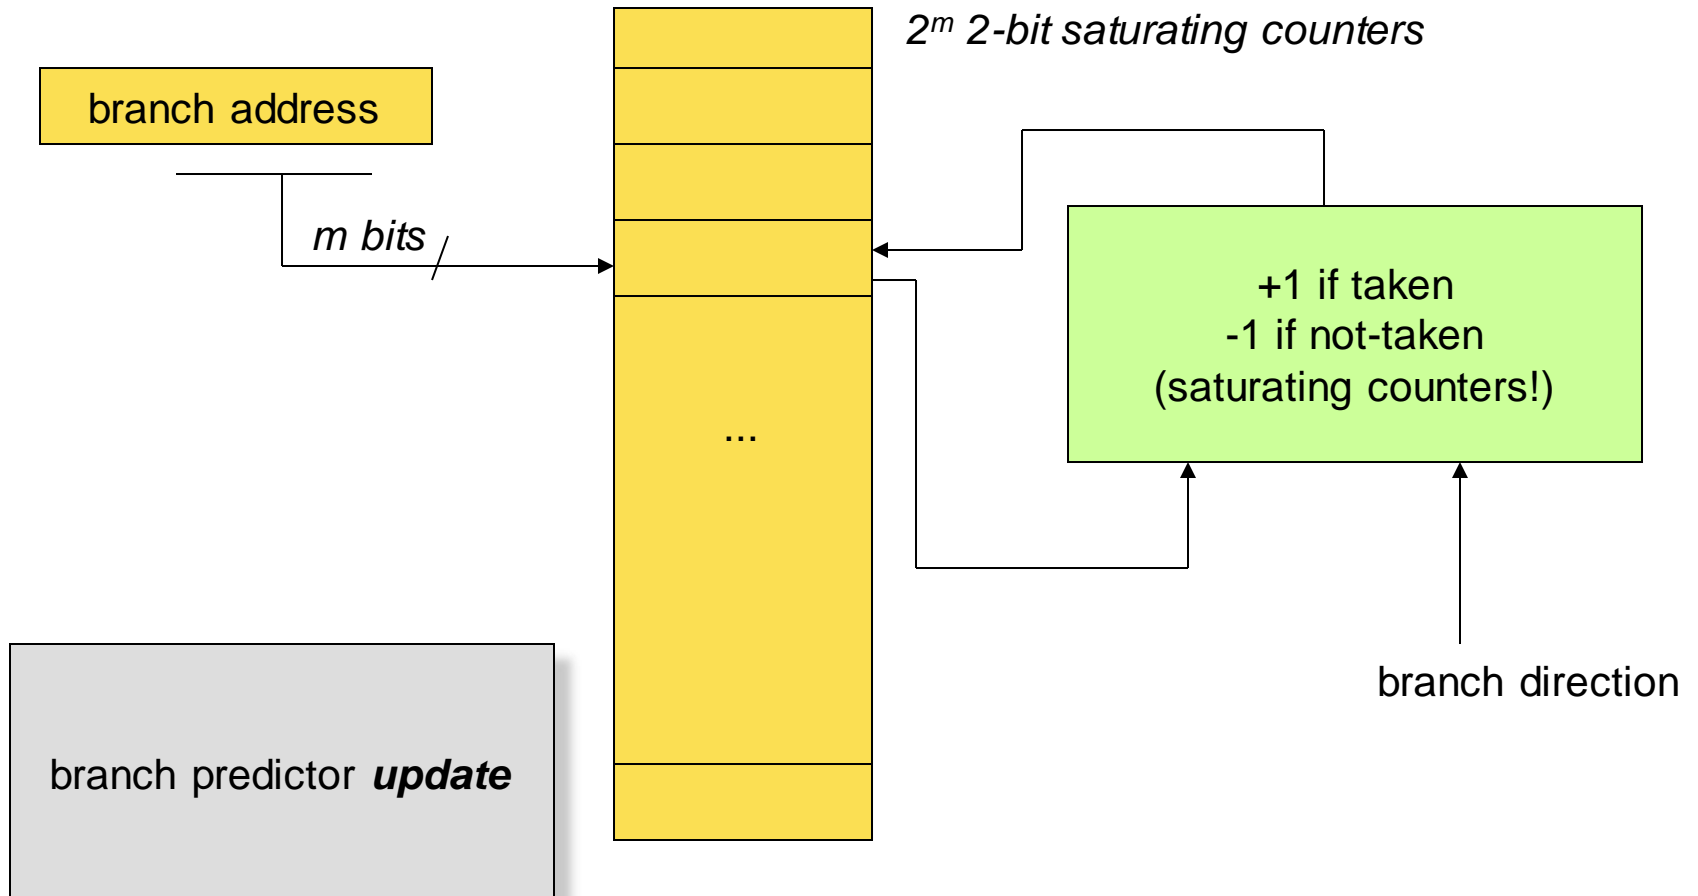 2ᵐ 2-bit saturating counters
branch address
m bits
+1 if taken
-1 if not-taken
(saturating counters!)
...
branch direction
branch predictor update